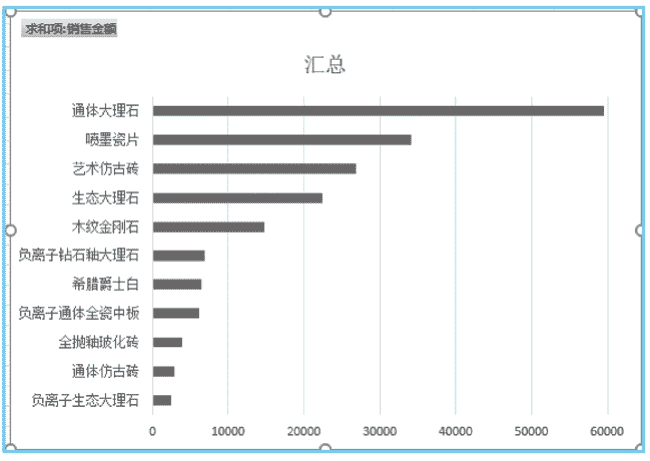 求和项:销售金额
汇总
通体大理石
喷墨瓷片
艺术仿古砖
生态大理石
木纹金刚石
负离子钻石釉大理石
希腊爵士白
负离子通体全瓷中板
全抛釉玻化砖
通体仿古砖
负离子生态大理石
0 10000 20000 30000 40000 50000 60000